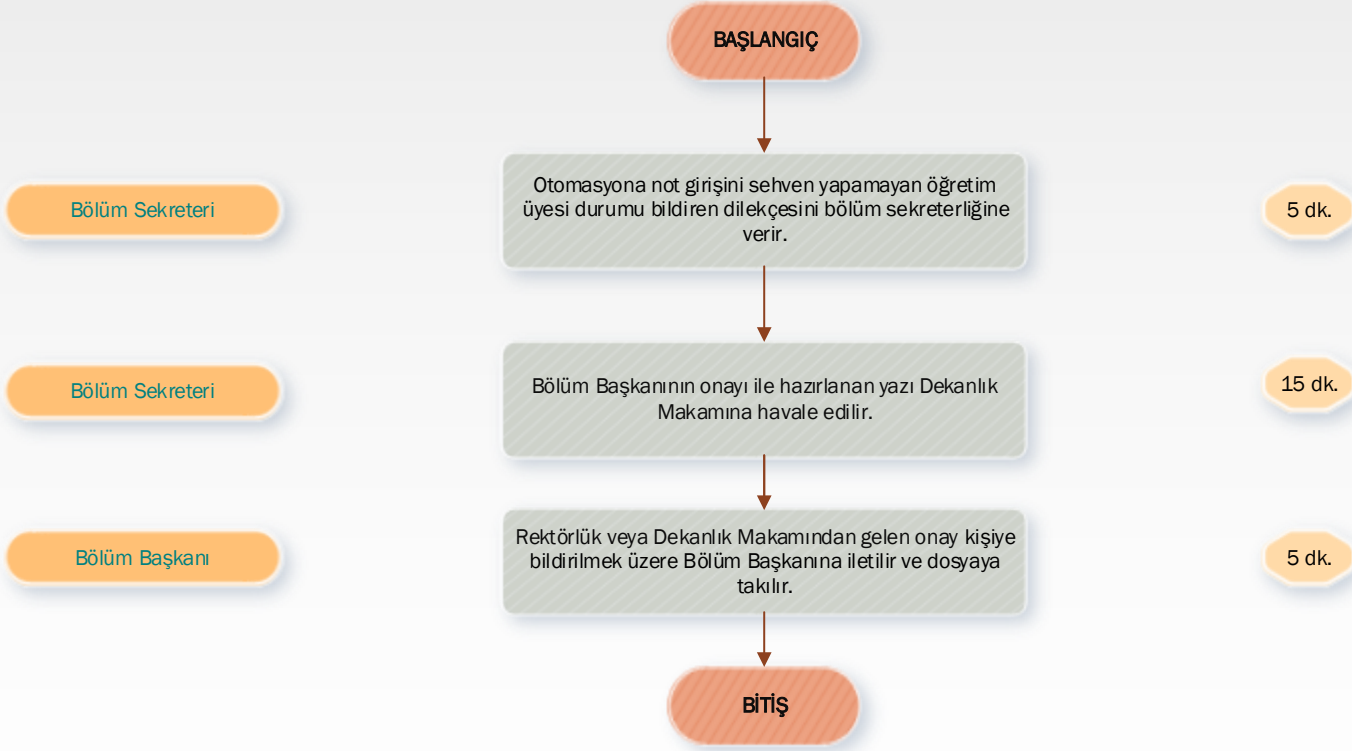 BAŞLANGIÇ
Bölüm Sekreteri
Otomasyona not girişini sehven yapamayan öğretim
üyesi durumu bildiren dilekçesini bölüm sekreterliğine
verir.
5 dk.
Bölüm Sekreteri
Bölüm Başkanının onayı ile hazırlanan yazı Dekanlık
Makamına havale edilir.
15 dk.
Bölüm Başkanı
Rektörlük veya Dekanlık Makamından gelen onay kişiye
bildirilmek üzere Bölüm Başkanına iletilir ve dosyaya
takılır.
5 dk.
BİTİŞ